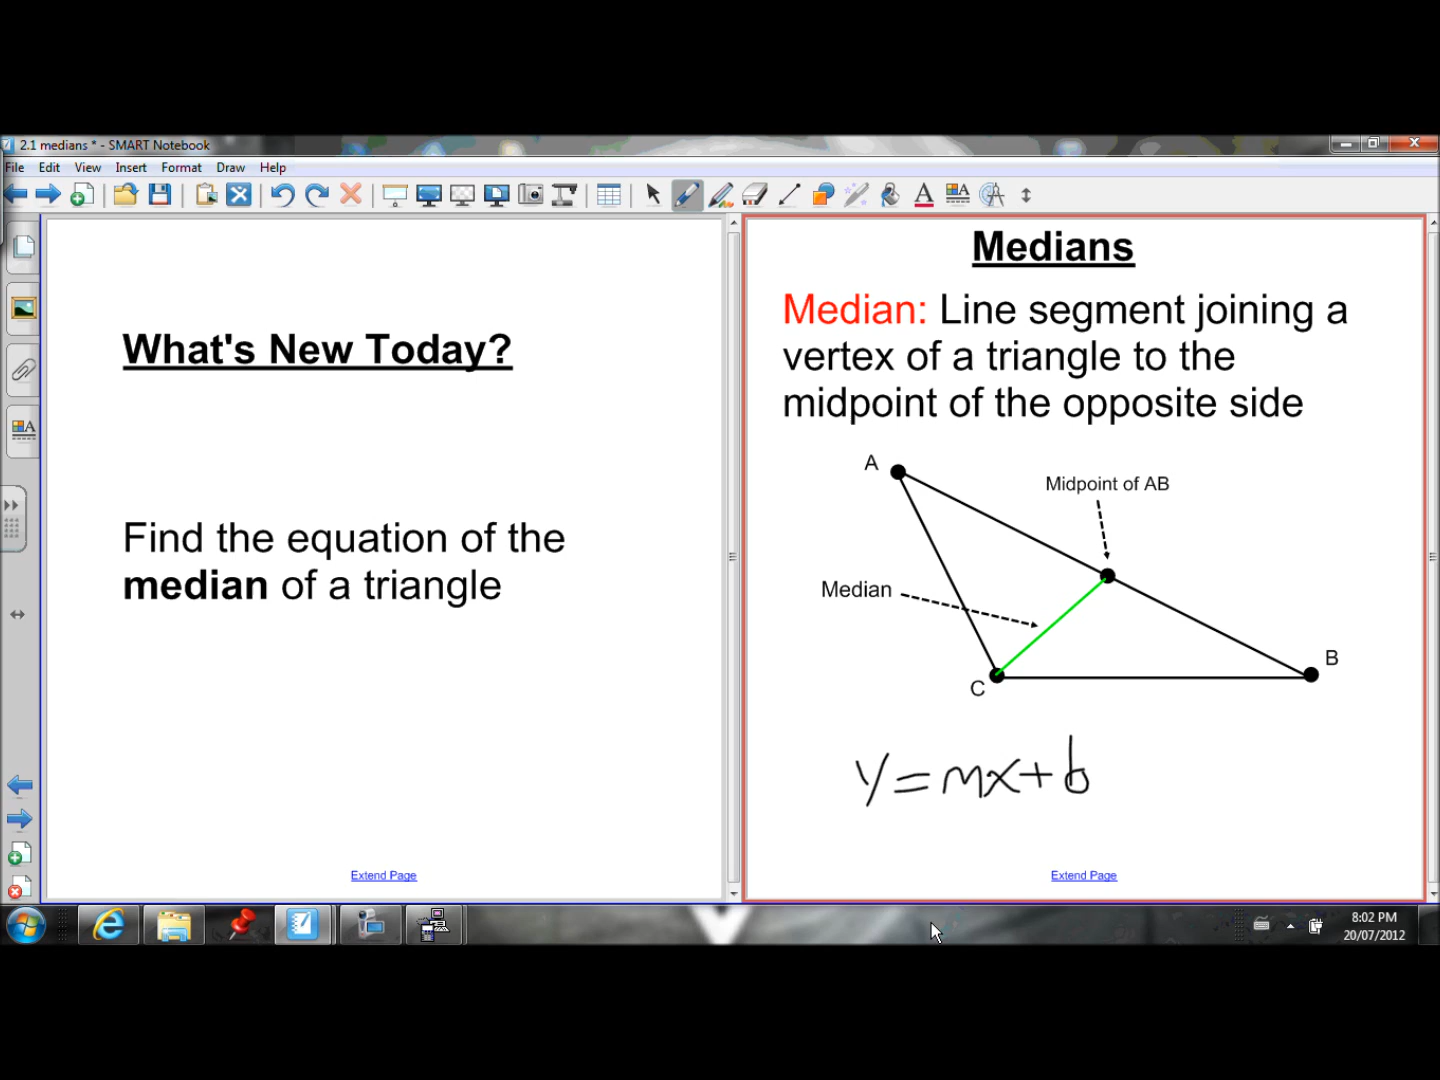 2.1 medians * - SMART Notebook
File Edit View Insert Format Draw Help
What's New Today?
Find the equation of the
median of a triangle
Extend Page
Medians
Median: Line segment joining a
vertex of a triangle to the
midpoint of the opposite side
A
Midpoint of AB
Median
B
C
y = mx + b
Extend Page
8:02 PM
20/07/2012